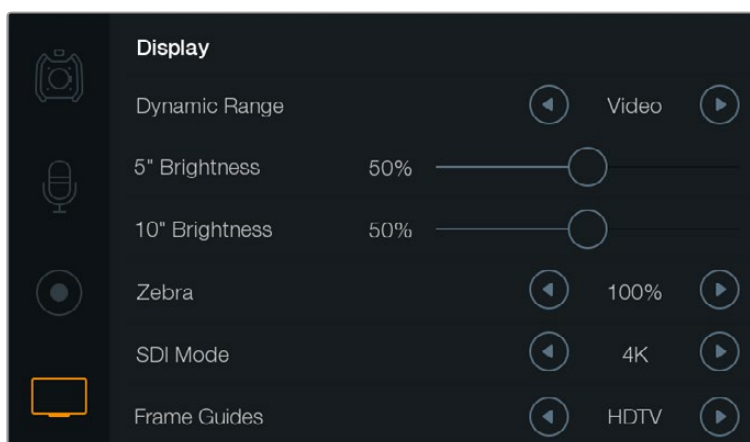 Display
Dynamic Range Video
5" Brightness 50%
10" Brightness 50%
Zebra 100%
SDI Mode 4K
Frame Guides HDTV